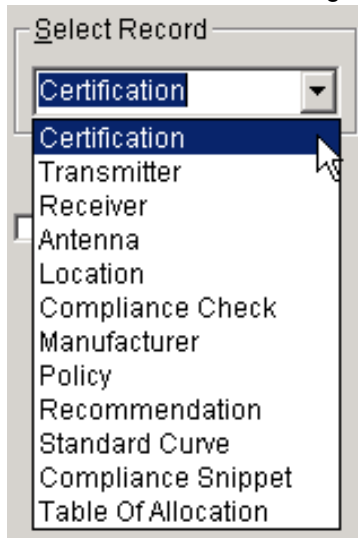 Select Record
Certification
Certification
Transmitter
Receiver
Antenna
Location
Compliance Check
Manufacturer
Policy
Recommendation
Standard Curve
Compliance Snippet
Table Of Allocation